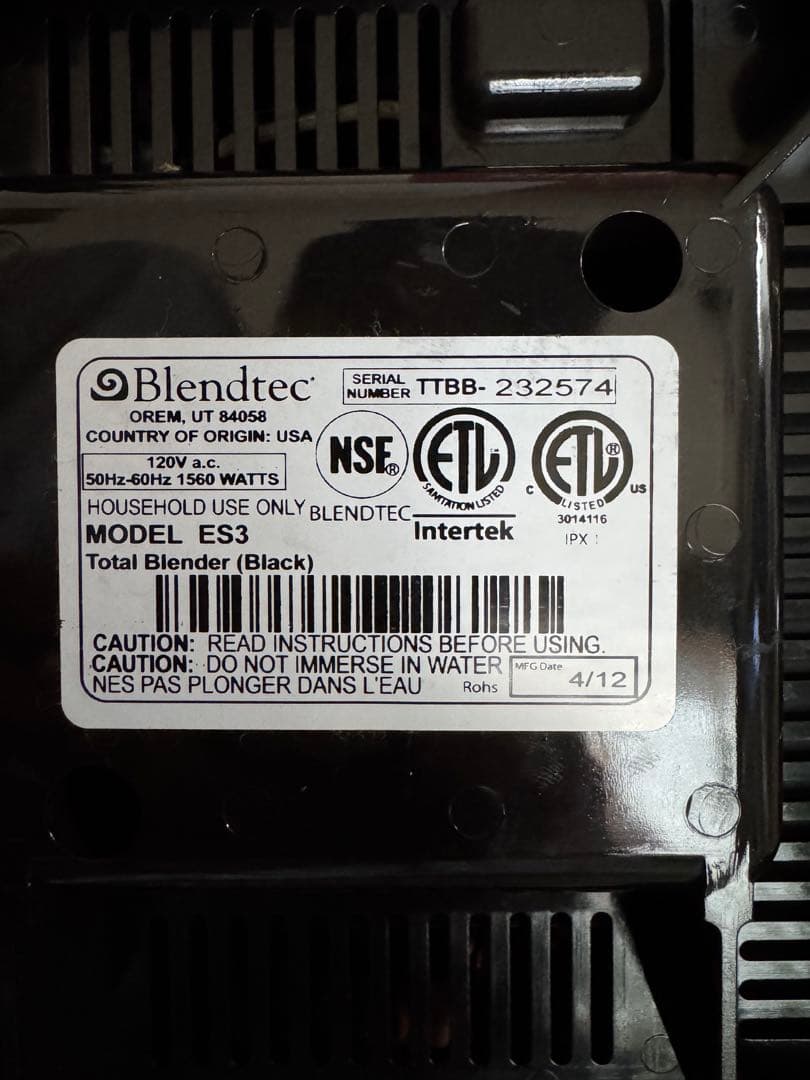 Blendtec®
SERIAL NUMBER TTBB- 232574
OREM, UT 84058
COUNTRY OF ORIGIN: USA
120V a.c.
50Hz-60Hz 1560 WATTS
HOUSEHOLD USE ONLY
MODEL ES3
Total Blender (Black)
NSF®
BLENDTEC
ETL
SANITATION LISTED
Intertek
ETL®
C US
LISTED
3014116
IPX
CAUTION: READ INSTRUCTIONS BEFORE USING.
CAUTION: DO NOT IMMERSE IN WATER
NES PAS PLONGER DANS L'EAU
Rohs
MFG Date
4/12